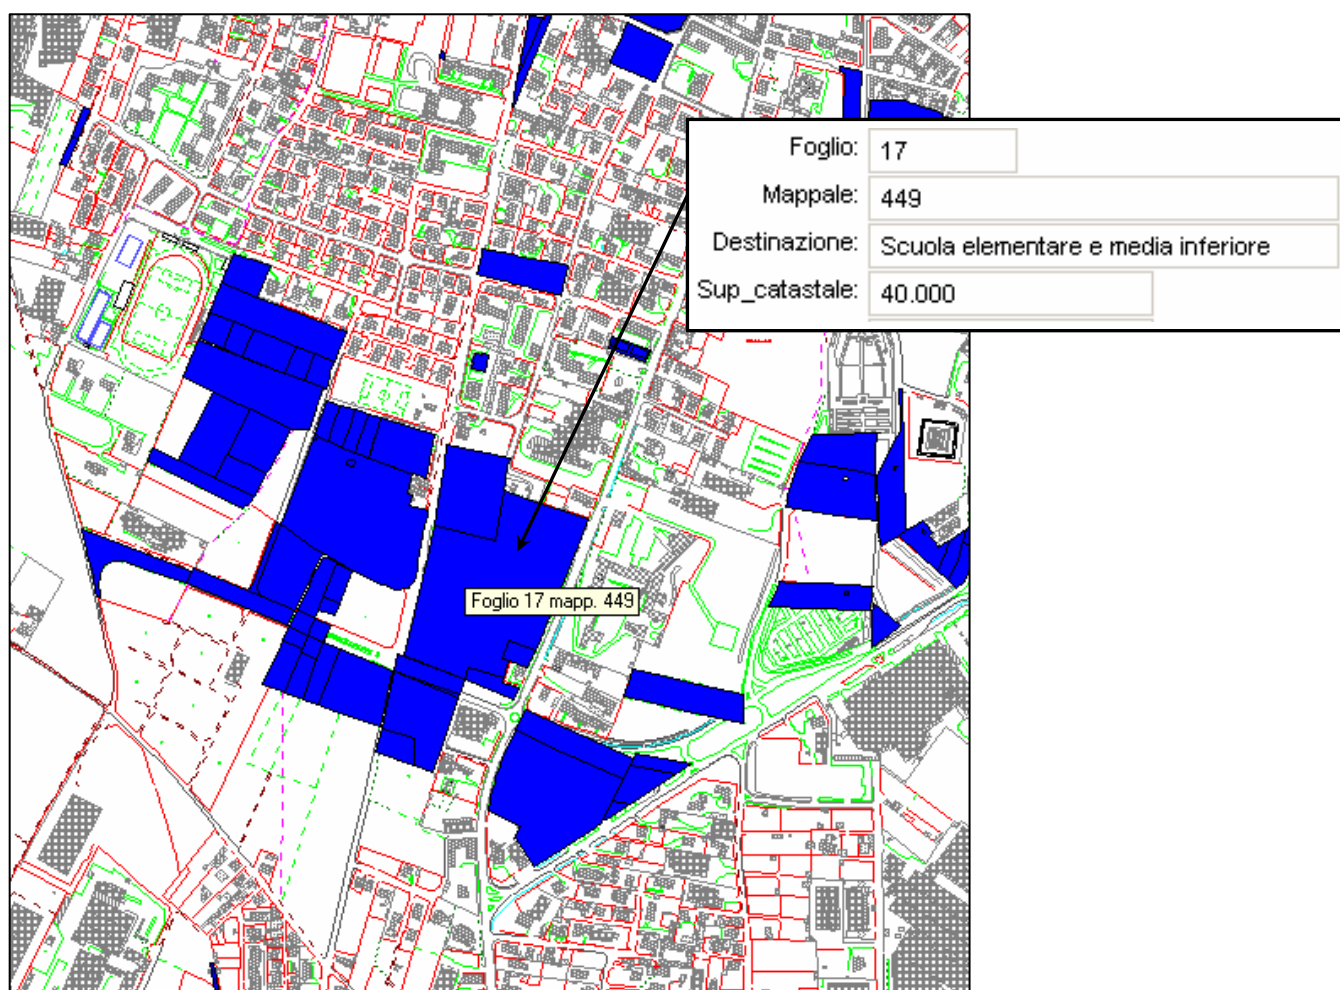 Foglio: 17
Mappale: 449
Destinazione: Scuola elementare e media inferiore
Sup_catastale: 40.000
Foglio 17 mapp. 449